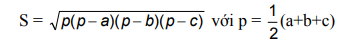 S = √p(p−a)(p−b)(p−c) với p = 1/2(a+b+c)